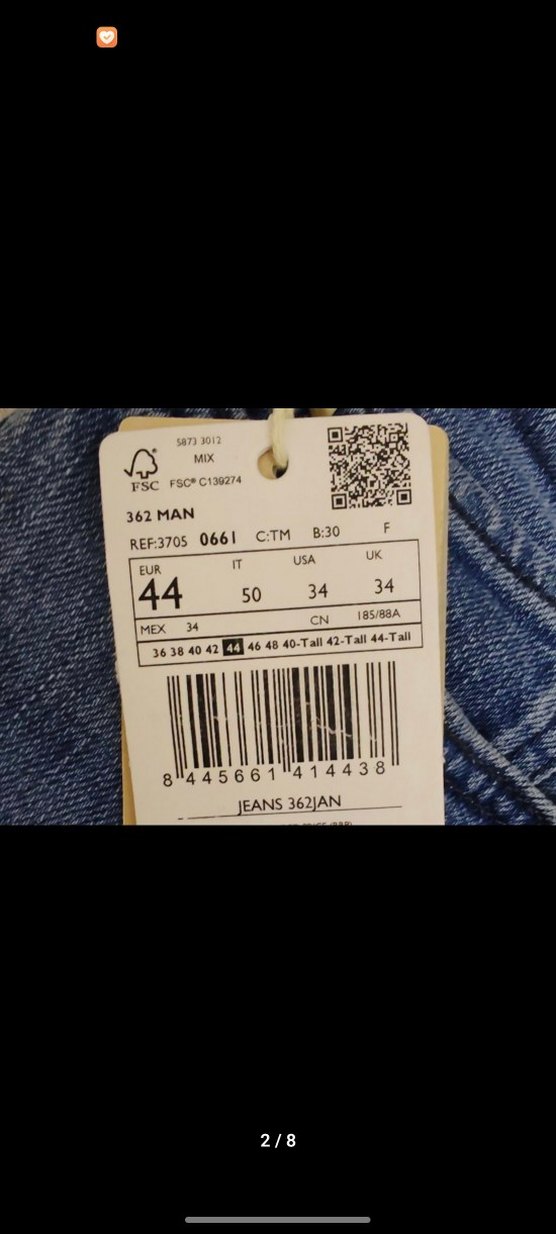 5873 3012
MIX
FSC FSC® C139274
362 MAN
REF:3705 0661 C:TM B:30 F
EUR IT USA UK
44 50 34 34
MEX 34 CN 185/88A
36 38 40 42 44 46 48 40-Tall 42-Tall 44-Tall
8 445661 414438
JEANS 362JAN
2 / 8